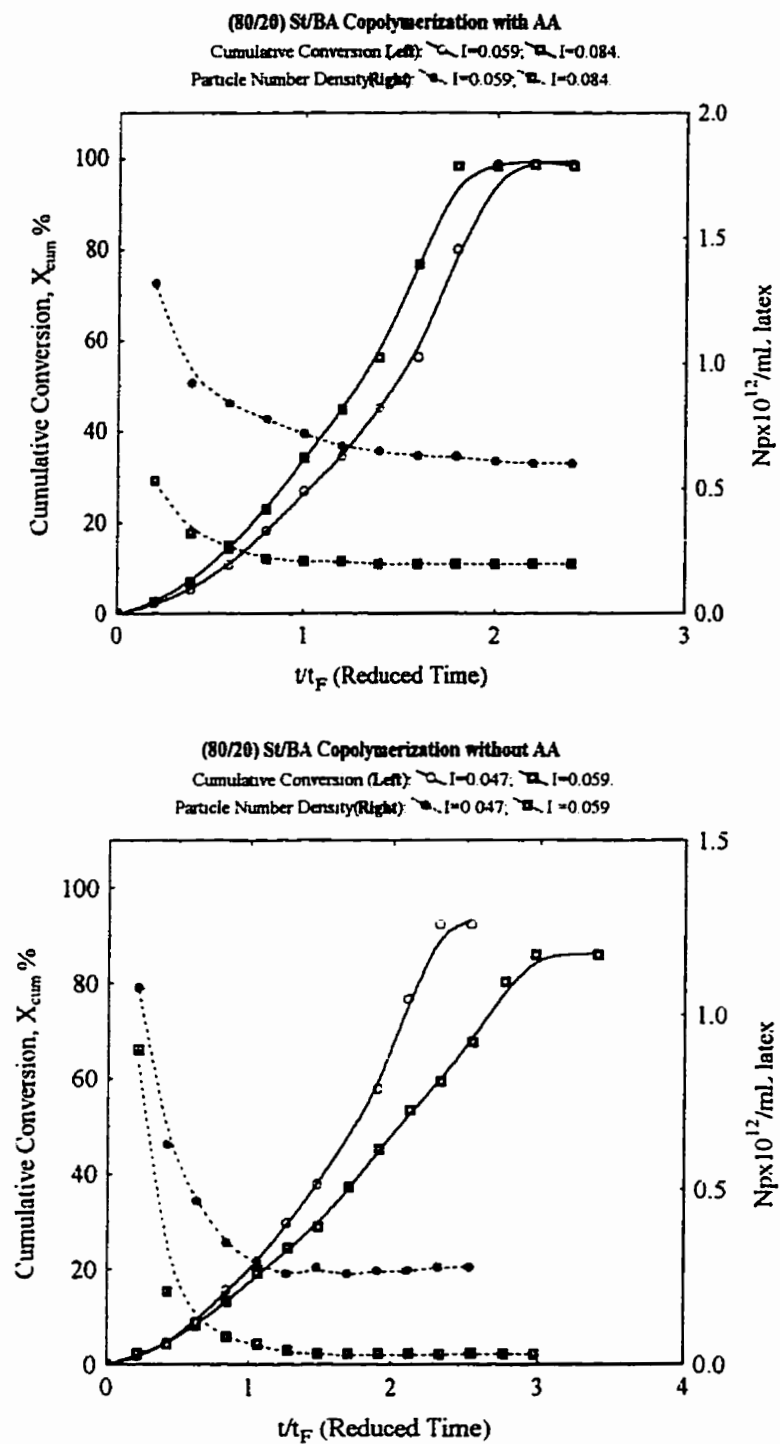 (80/20) St/BA Copolymerization with AA
Cumulative Conversion (Left): I=0.059; I=0.084.
Particle Number Density(Right): I=0.059; I=0.084.
2.0
100
80
1.5
60
1.0
40
0.5
20
0
0.0
Cumulative Conversion, Xcum %
Npx10^12/mL latex
0
1
2
3
t/tF (Reduced Time)
(80/20) St/BA Copolymerization without AA
Cumulative Conversion (Left): I=0.047; I=0.059.
Particle Number Density(Right): I=0.047; I =0.059
1.5
100
80
1.0
60
40
0.5
20
0
0.0
Cumulative Conversion, Xcum %
Npx10^12/mL latex
0
1
2
3
4
t/tF (Reduced Time)